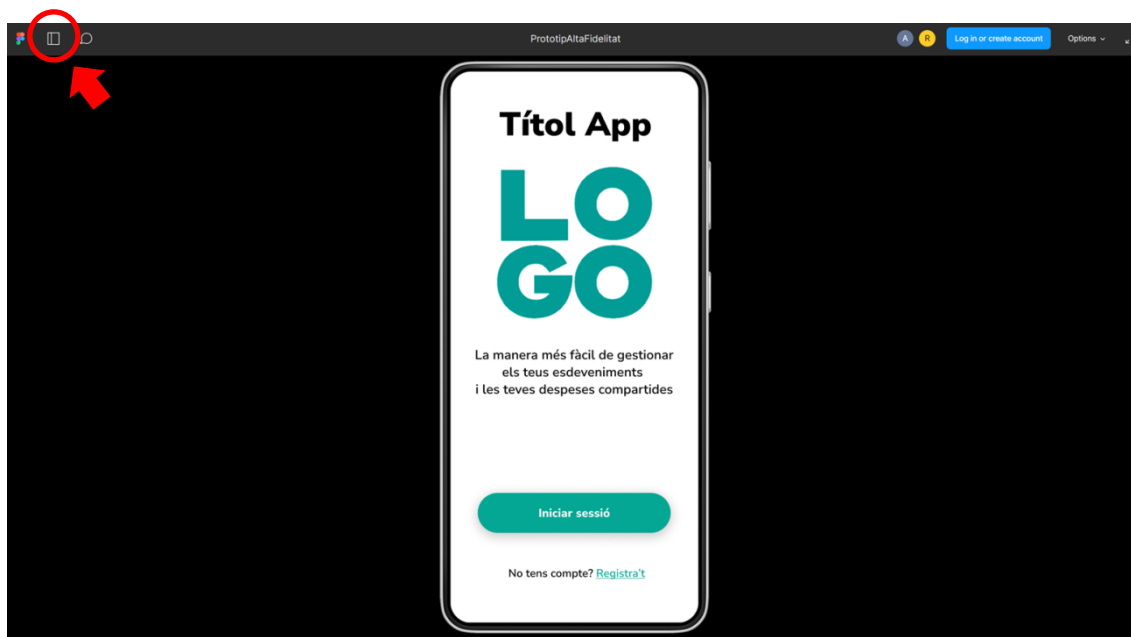 PrototipAltaFidelitat
A
R
Log in or create account
Options
Títol App
LO
GO
La manera més fàcil de gestionar
els teus esdeveniments
i les teves despeses compartides
Iniciar sessió
No tens compte? Registra't